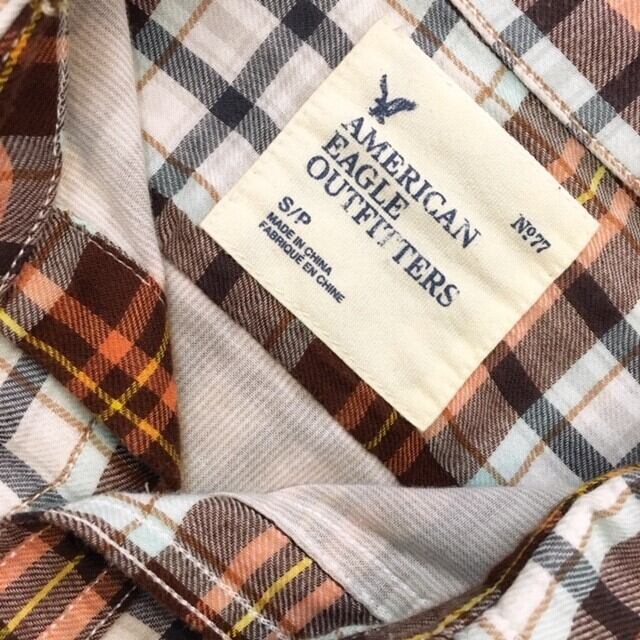 AMERICAN
EAGLE
OUTFITTERS
S/P
MADE IN CHINA
FABRIQUE EN CHINE
Nº77